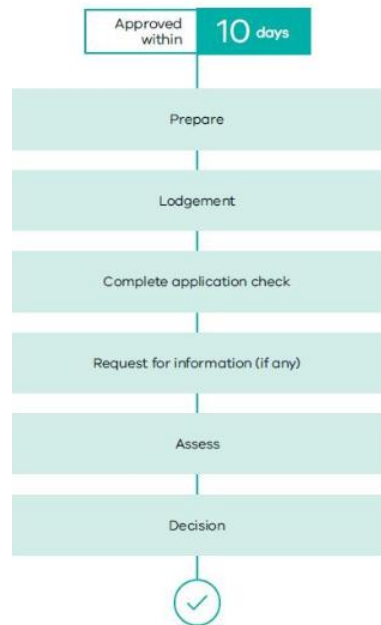 Approved
within
10 days
Prepare
Lodgement
Complete application check
Request for information (if any)
Assess
Decision